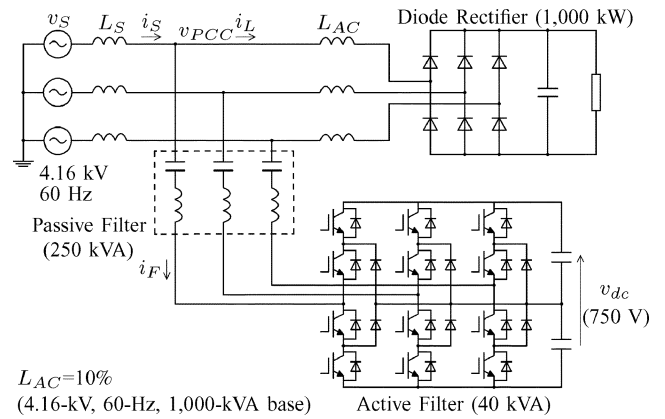 Diode Rectifier (1,000 kW)
v_S L_S i_S v_PCC i_L L_AC
4.16 kV
60 Hz
Passive Filter
(250 kVA)
i_F
v_dc
(750 V)
L_AC=10%
(4.16-kV, 60-Hz, 1,000-kVA base)
Active Filter (40 kVA)